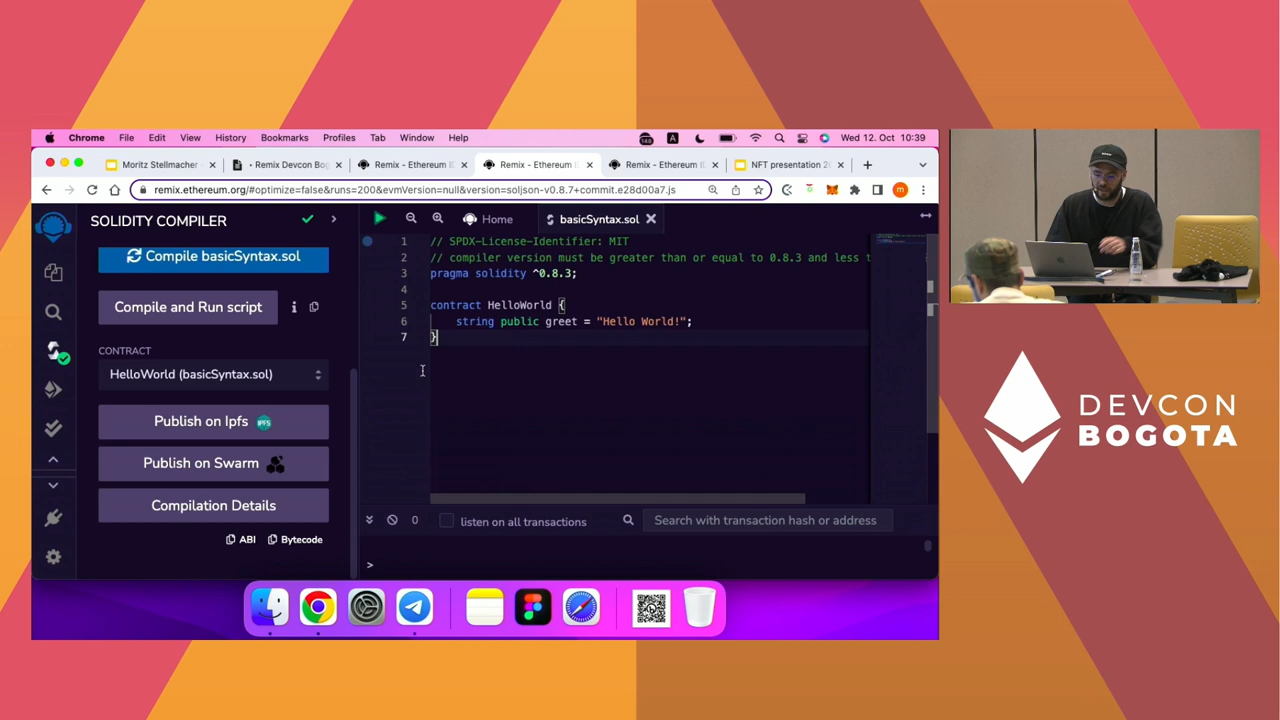 Chrome File Edit View History Bookmarks Profiles Tab Window Help
Wed 12. Oct 10:39
Moritz Stellmacher
Remix Devcon Bog
Remix - Ethereum I
Remix - Ethereum I
Remix - Ethereum I
NFT presentation 2
remix.ethereum.org/#optimize=false&runs=200&evmVersion=null&version=soljson-v0.8.7+commit.e28d00a7.js
SOLIDITY COMPILER
Home
basicSyntax.sol
Compile basicSyntax.sol
Compile and Run script
CONTRACT
HelloWorld (basicSyntax.sol)
Publish on Ipfs
IPFS
Publish on Swarm
Compilation Details
ABI
Bytecode
1 // SPDX-License-Identifier: MIT
2 // compiler version must be greater than or equal to 0.8.3 and less t
3 pragma solidity ^0.8.3;
4
5 contract HelloWorld {
6 string public greet = "Hello World!";
7 }
0
listen on all transactions
Search with transaction hash or address
>
DEVCON
BOGOTA